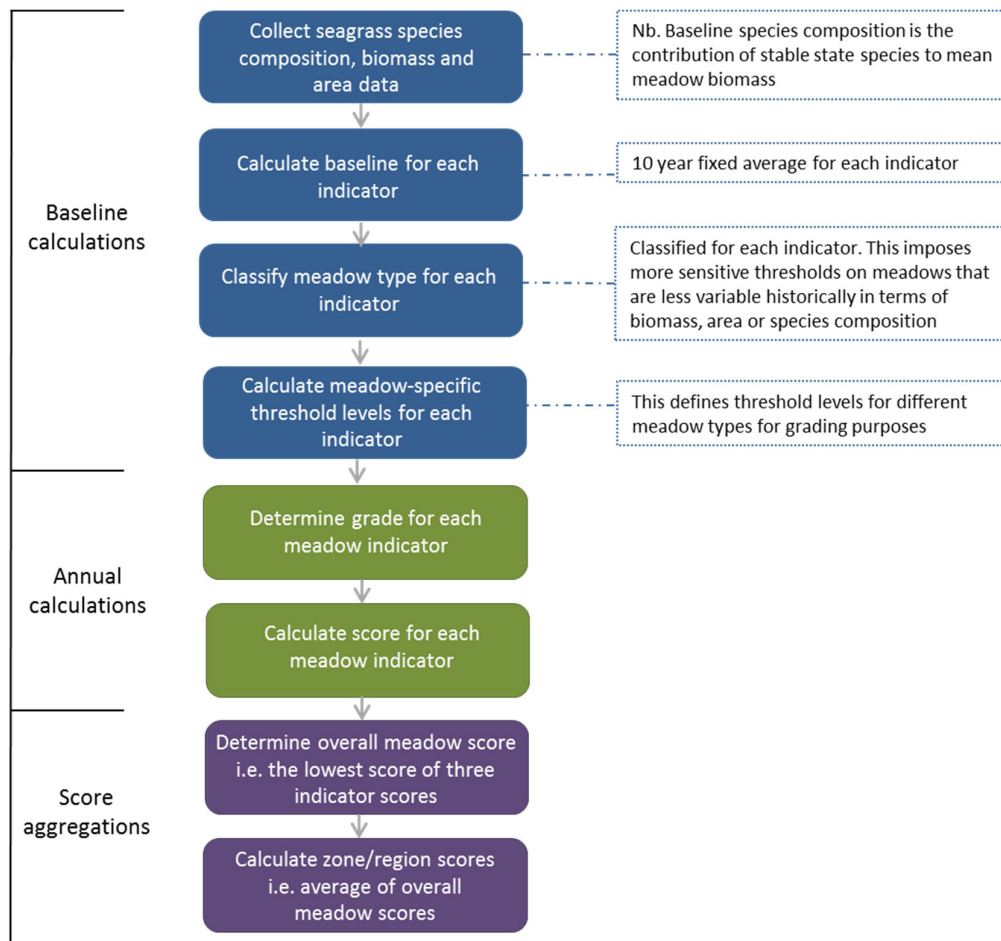 Collect seagrass species
composition, biomass and
area data
Nb. Baseline species composition is the
contribution of stable state species to mean
meadow biomass
Calculate baseline for each
indicator
10 year fixed average for each indicator
Baseline
calculations
Classify meadow type for each
indicator
Classified for each indicator. This imposes
more sensitive thresholds on meadows that
are less variable historically in terms of
biomass, area or species composition
Calculate meadow-specific
threshold levels for each
indicator
This defines threshold levels for different
meadow types for grading purposes
Annual
calculations
Determine grade for each
meadow indicator
Calculate score for each
meadow indicator
Score
aggregations
Determine overall meadow score
i.e. the lowest score of three
indicator scores
Calculate zone/region scores
i.e. average of overall
meadow scores